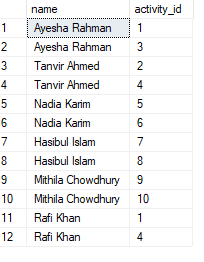 name activity_id
1 Ayesha Rahman 1
2 Ayesha Rahman 3
3 Tanvir Ahmed 2
4 Tanvir Ahmed 4
5 Nadia Karim 5
6 Nadia Karim 6
7 Hasibul Islam 7
8 Hasibul Islam 8
9 Mithila Chowdhury 9
10 Mithila Chowdhury 10
11 Rafi Khan 1
12 Rafi Khan 4